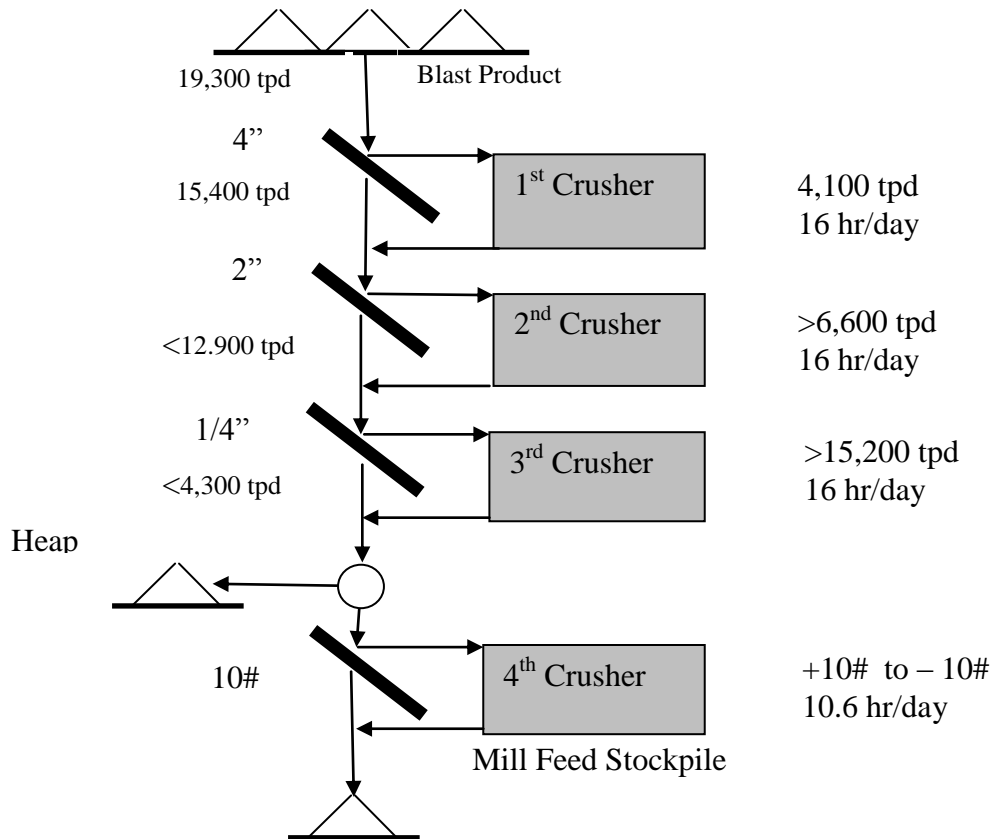 19,300 tpd
Blast Product
4”
15,400 tpd
1st Crusher
4,100 tpd
16 hr/day
2”
<12.900 tpd
2nd Crusher
>6,600 tpd
16 hr/day
1/4”
<4,300 tpd
3rd Crusher
>15,200 tpd
16 hr/day
Heap
10#
4th Crusher
+10# to – 10#
10.6 hr/day
Mill Feed Stockpile